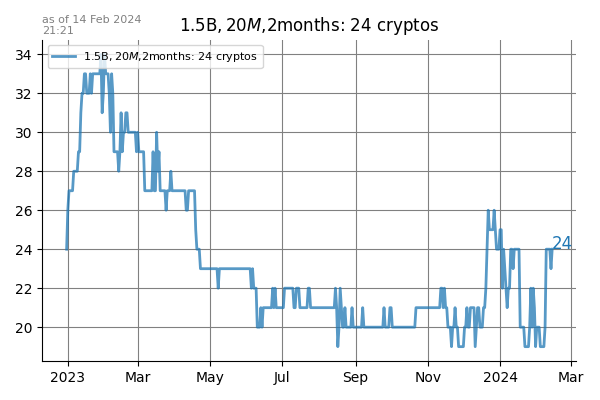 as of 14 Feb 2024
21:21
1.5B, 20M,2months: 24 cryptos
1.5B, 20M,2months: 24 cryptos
34
32
30
28
26
24
22
20
24
2023
Mar
May
Jul
Sep
Nov
2024
Mar